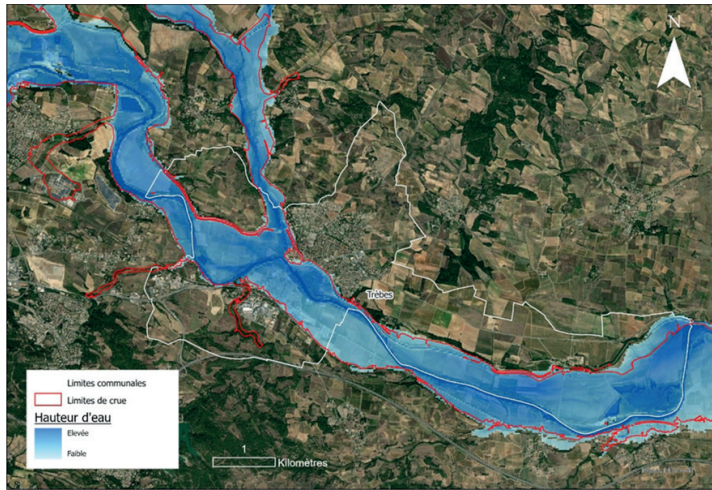 N
Trèbes
Limites communales
Limites de crue
Hauteur d'eau
Elevée
Faible
1
Kilomètres